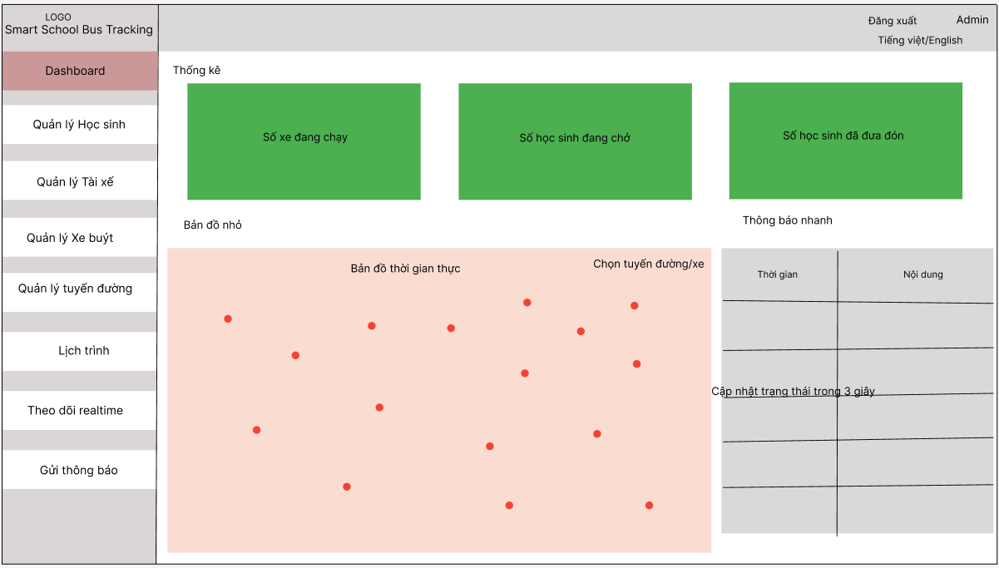 LOGO
Smart School Bus Tracking
Đăng xuất
Admin
Tiếng việt/English
Dashboard
Quản lý Học sinh
Quản lý Tài xế
Quản lý Xe buýt
Quản lý tuyến đường
Lịch trình
Theo dõi realtime
Gửi thông báo
Thống kê
Số xe đang chạy
Số học sinh đang chở
Số học sinh đã đưa đón
Bản đồ nhỏ
Bản đồ thời gian thực
Chọn tuyến đường/xe
Thông báo nhanh
Thời gian
Nội dung
Cập nhật trạng thái trong 3 giây